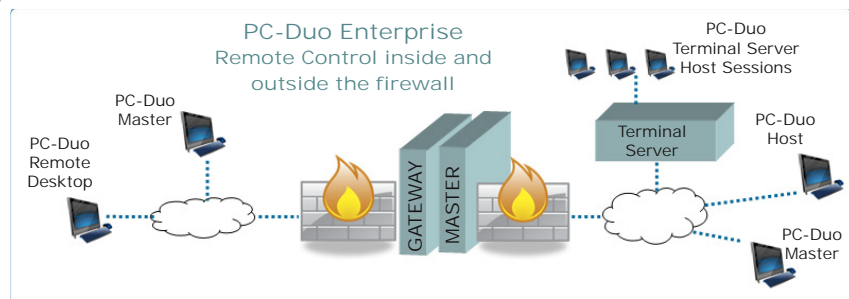 PC-Duo Enterprise
Remote Control inside and
outside the firewall
PC-Duo
Remote
Desktop
PC-Duo
Master
GATEWAY
MASTER
PC-Duo
Terminal Server
Host Sessions
Terminal
Server
PC-Duo
Host
PC-Duo
Master